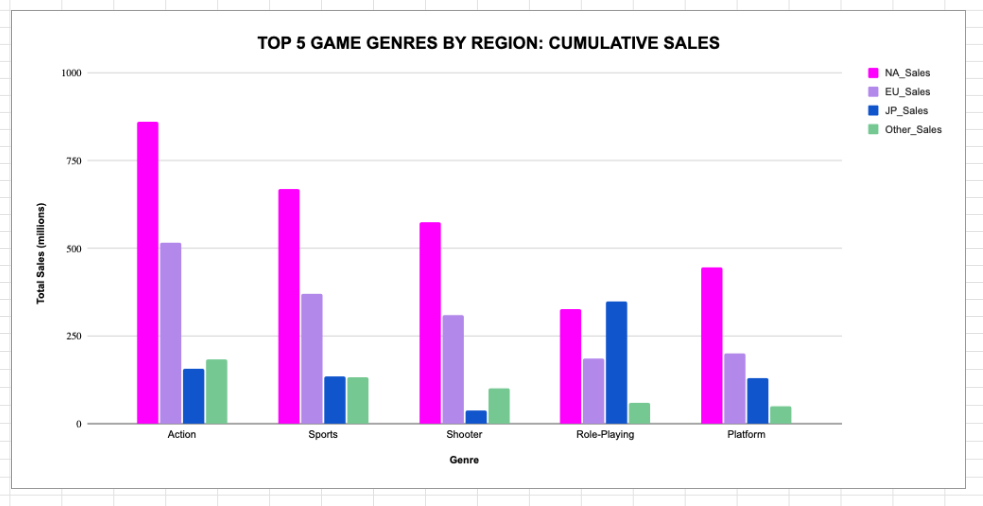 TOP 5 GAME GENRES BY REGION: CUMULATIVE SALES
NA_Sales
EU_Sales
JP_Sales
Other_Sales
Total Sales (millions)
1000
750
500
250
0
Action
Sports
Shooter
Role-Playing
Platform
Genre